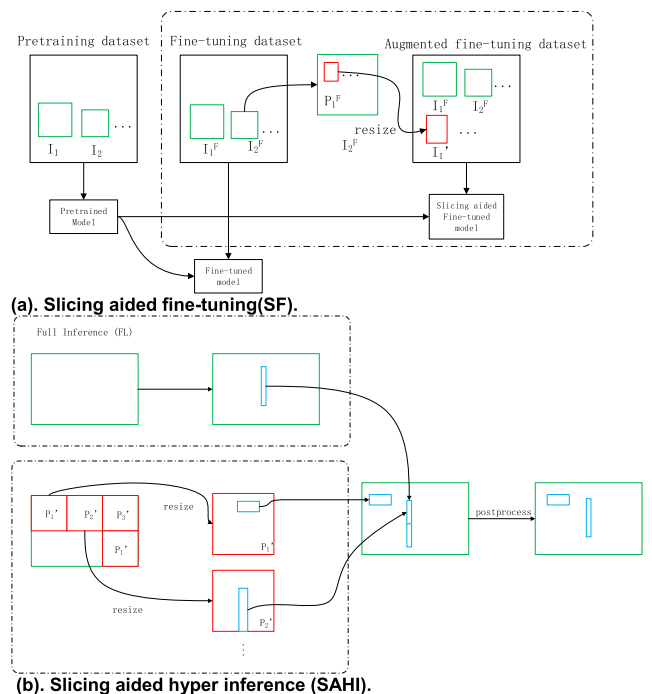 Pretraining dataset
Fine-tuning dataset
Augmented fine-tuning dataset
I₁ I₂ ...
I₁ᶠ I₂ᶠ ...
P₁ᶠ ...
I₂ᶠ
resize
I₁ᶠ I₂ᶠ ...
I₁' ...
Pretrained
Model
Fine-tuned
model
Slicing aided
Fine-tuned
model
(a). Slicing aided fine-tuning(SF).
Full Inference (FL)
P₁' P₂' P₃'
P₁'
resize
P₁'
resize
P₂'
...
postprocess
(b). Slicing aided hyper inference (SAHI).